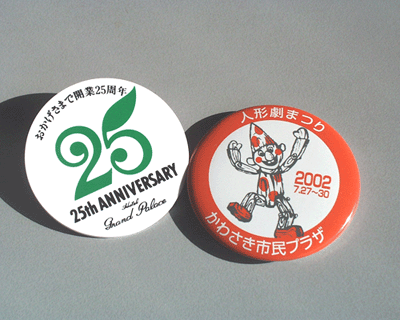 おかげさまで開業25周年
25
25th ANNIVERSARY
Hotel
Grand Palace
人形劇まつり
2002
7.27~30
かわさき市民プラザ